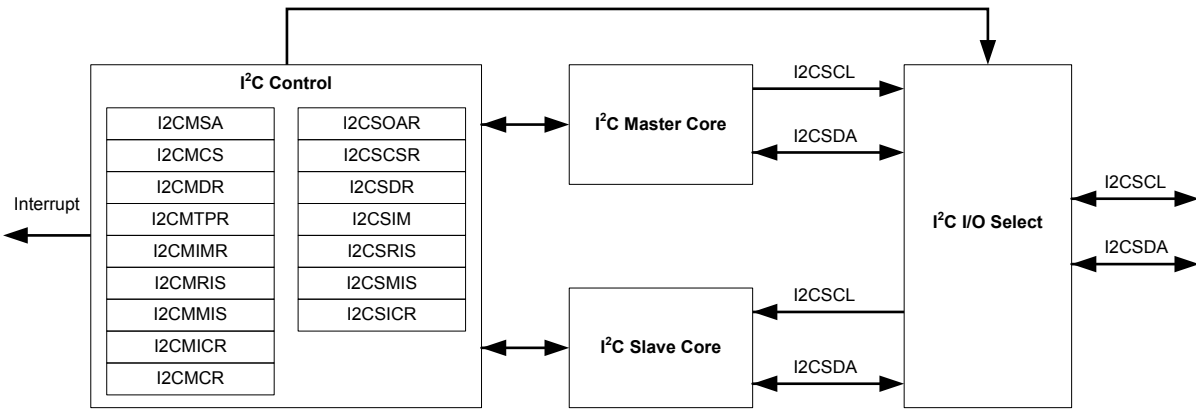 I²C Control
I2CMSA
I2CMCS
I2CMDR
I2CMTPR
I2CMIMR
I2CMRIS
I2CMMIS
I2CMICR
I2CMCR
I2CSOAR
I2CSCSR
I2CSDR
I2CSIM
I2CSRIS
I2CSMIS
I2CSICR
Interrupt
I²C Master Core
I2CSCL
I2CSDA
I²C Slave Core
I2CSCL
I2CSDA
I²C I/O Select
I2CSCL
I2CSDA